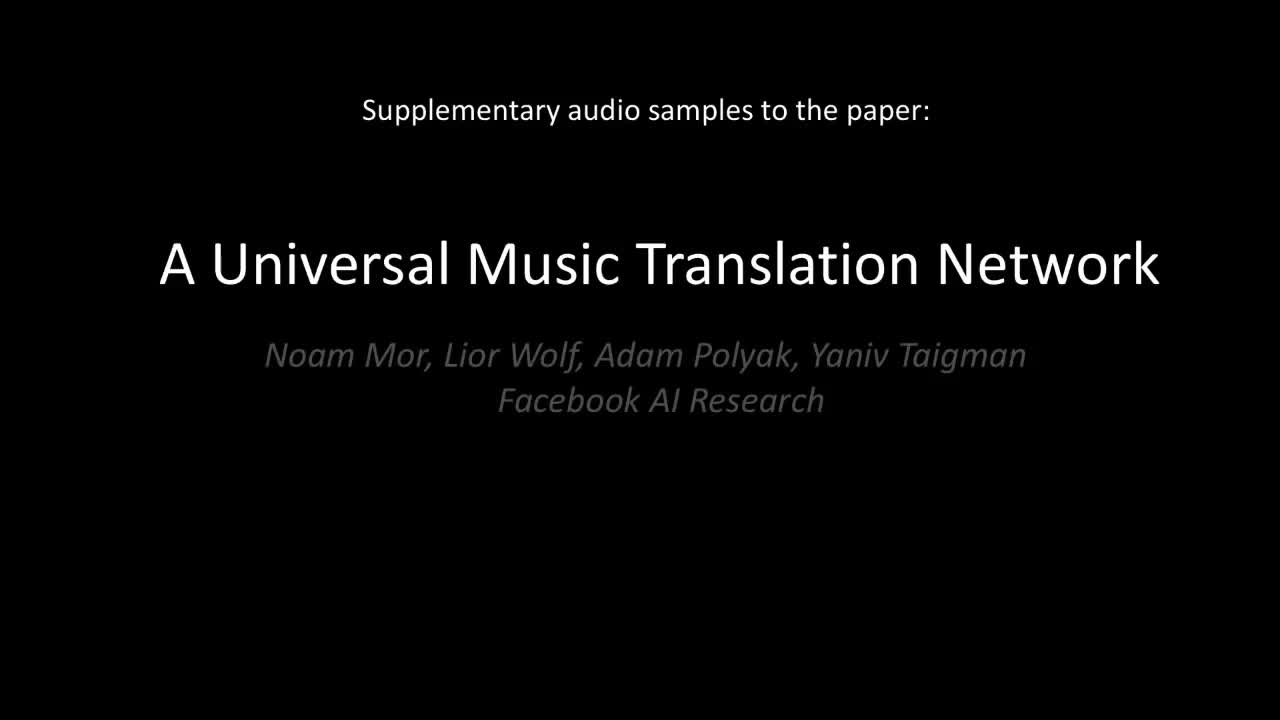 Supplementary audio samples to the paper:
A Universal Music Translation Network
Noam Mor, Lior Wolf, Adam Polyak, Yaniv Taigman
Facebook AI Research